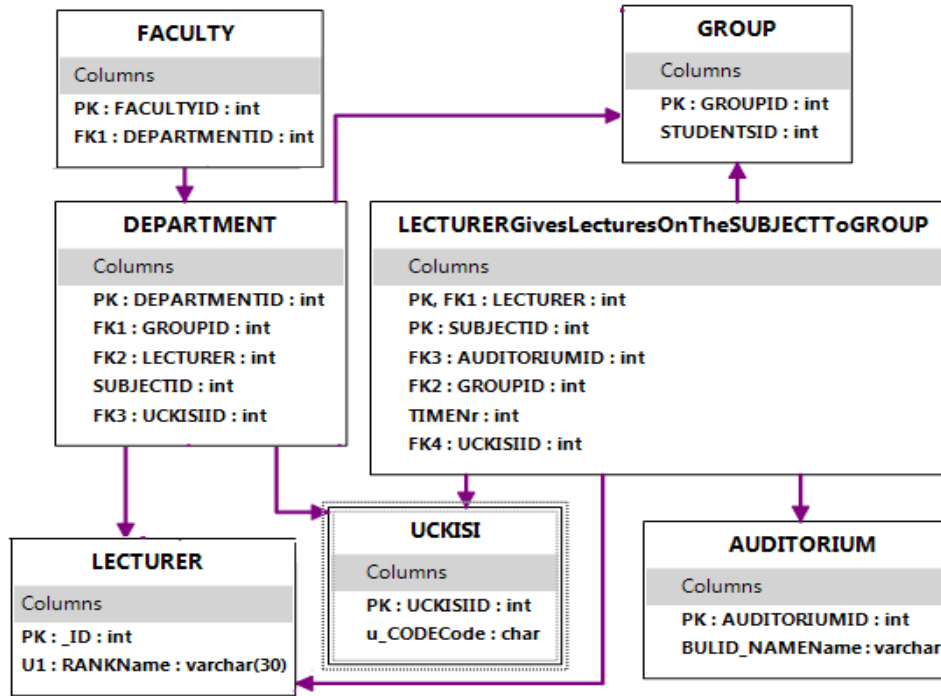 FACULTY
Columns
PK : FACULTYID : int
FK1 : DEPARTMENTID : int
GROUP
Columns
PK : GROUPID : int
STUDENTSID : int
DEPARTMENT
Columns
PK : DEPARTMENTID : int
FK1 : GROUPID : int
FK2 : LECTURER : int
SUBJECTID : int
FK3 : UCKISIID : int
LECTURERGivesLecturesOnTheSUBJECTToGROUP
Columns
PK, FK1 : LECTURER : int
PK : SUBJECTID : int
FK3 : AUDITORIUMID : int
FK2 : GROUPID : int
TIMENr : int
FK4 : UCKISIID : int
LECTURER
Columns
PK : _ID : int
U1 : RANKName : varchar(30)
UCKISI
Columns
PK : UCKISIID : int
u_CODECode : char
AUDITORIUM
Columns
PK : AUDITORIUMID : int
BULID_NAMEName : varchar